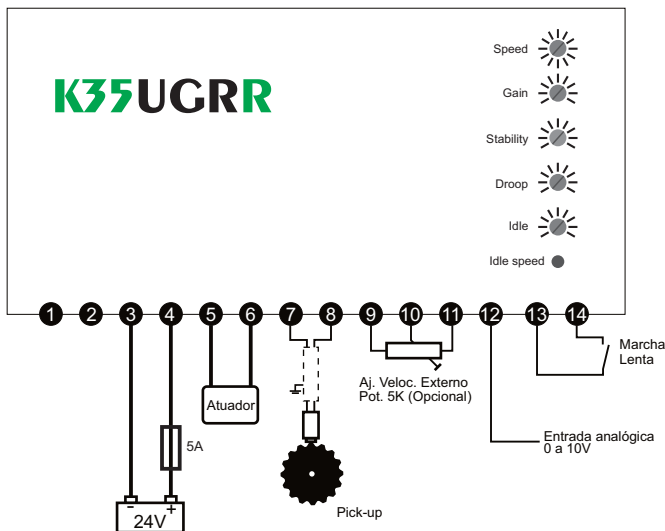 K35UGRR
Speed
Gain
Stability
Droop
Idle
Idle speed
1 2 3 4 5 6 7 8 9 10 11 12 13 14
Marcha
Lenta
Aj. Veloc. Externo
Pot. 5K (Opcional)
Atuador
Entrada analógica
0 a 10V
5A
Pick-up
- +
24V